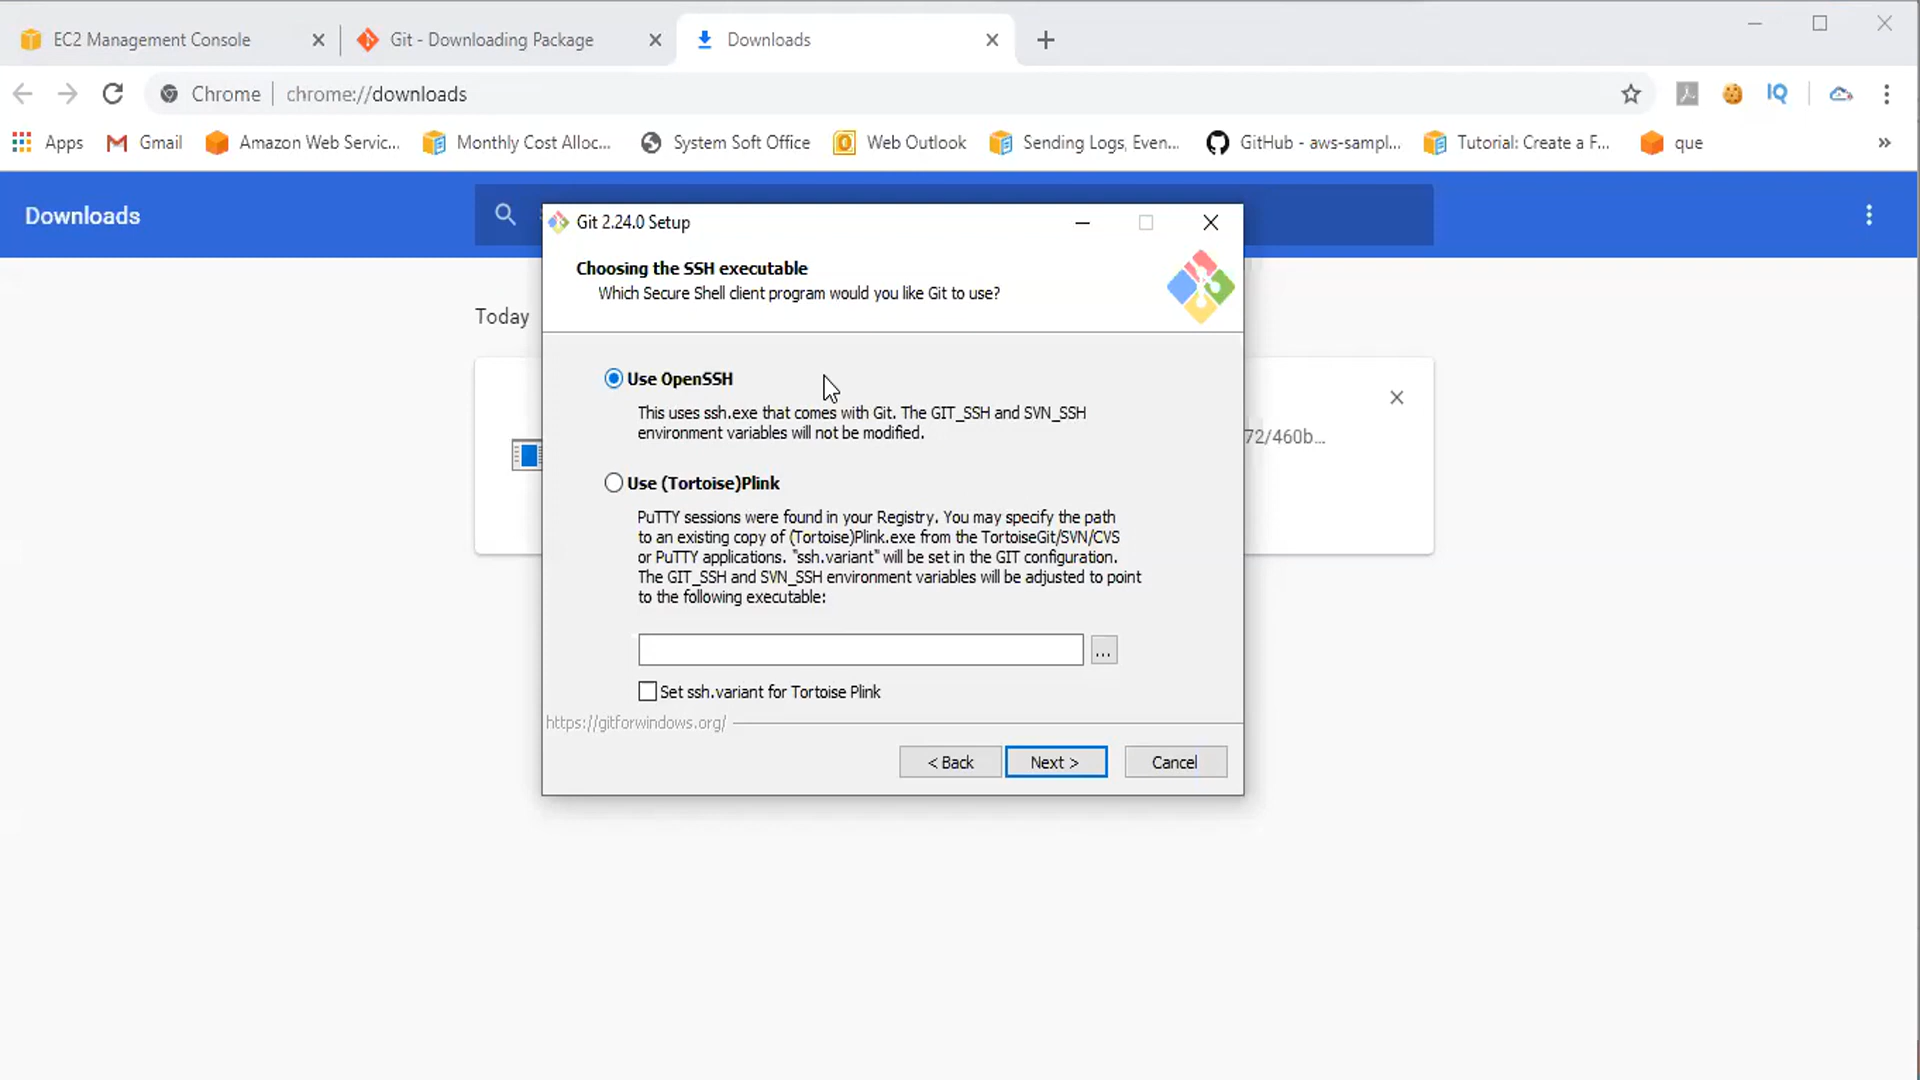 EC2 Management Console
Git - Downloading Package
Downloads
Chrome
chrome://downloads
IQ
Apps
Gmail
Amazon Web Servic...
Monthly Cost Alloc...
System Soft Office
Web Outlook
Sending Logs, Even...
GitHub - aws-sampl...
Tutorial: Create a F...
que
»
Downloads
Git 2.24.0 Setup
Choosing the SSH executable
Which Secure Shell client program would you like Git to use?
Today
Use OpenSSH
This uses ssh.exe that comes with Git. The GIT_SSH and SVN_SSH
environment variables will not be modified.
72/460b...
Use (Tortoise)Plink
PuTTY sessions were found in your Registry. You may specify the path
to an existing copy of (Tortoise)Plink.exe from the TortoiseGit/SVN/CVS
or PuTTY applications. "ssh.variant" will be set in the GIT configuration.
The GIT_SSH and SVN_SSH environment variables will be adjusted to point
to the following executable:
...
Set ssh.variant for Tortoise Plink
https://gitforwindows.org/
< Back
Next >
Cancel